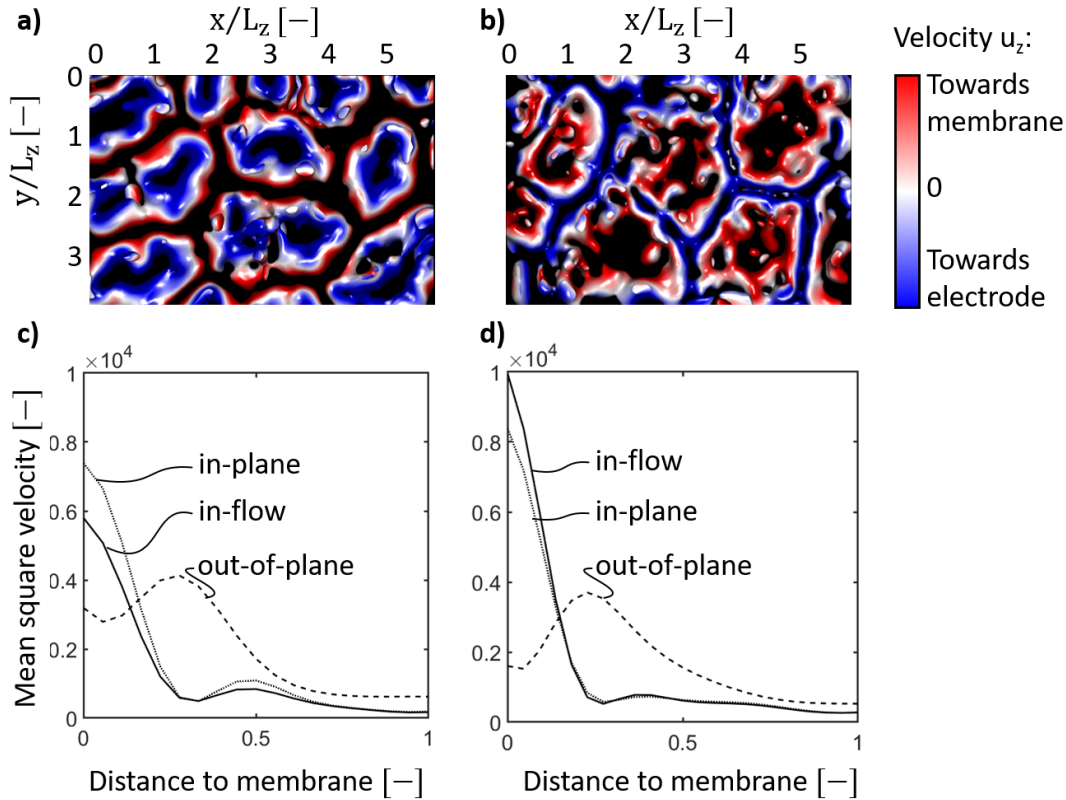 a)
x/L_z [−]
0 1 2 3 4 5
y/L_z [−]
0
1
2
3
b)
x/L_z [−]
0 1 2 3 4 5
Velocity u_z:
Towards
membrane
0
Towards
electrode
c)
×10⁴
Mean square velocity [−]
1
0.8
0.6
0.4
0.2
0
in-plane
in-flow
out-of-plane
0 0.5 1
Distance to membrane [−]
d)
×10⁴
1
0.8
0.6
0.4
0.2
0
in-flow
in-plane
out-of-plane
0 0.5 1
Distance to membrane [−]